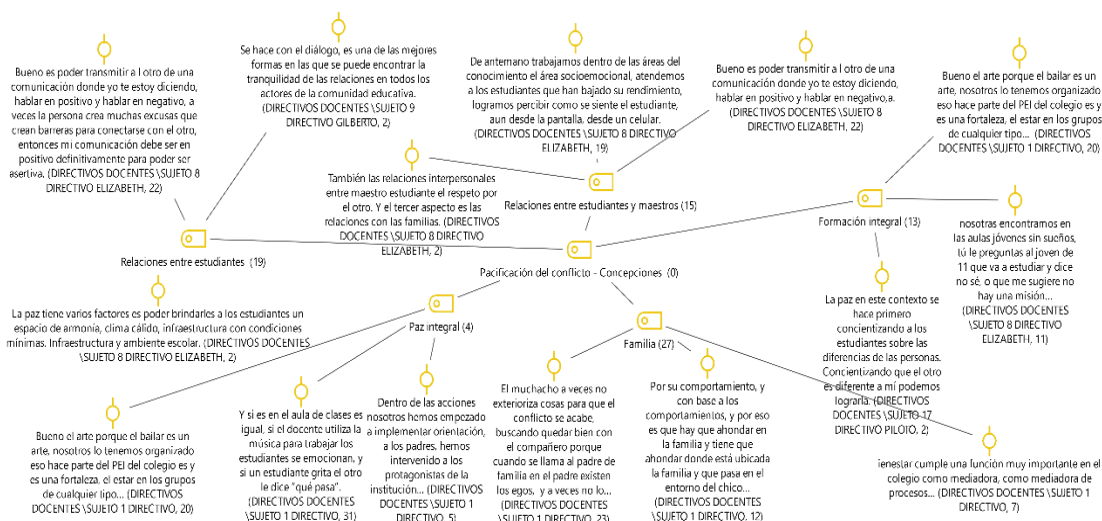 Bueno es poder transmitir a l otro de una
comunicación donde yo te estoy diciendo,
hablar en positivo y hablar en negativo, a
veces la persona crea muchas excusas que
crean barreras para conectarse con el otro,
entonces mi comunicación debe ser en
positivo definitivamente para poder ser
asertiva. (DIRECTIVOS DOCENTES \SUJETO 8
DIRECTIVO ELIZABETH, 22)
Se hace con el diálogo, es una de las mejores
formas en las que se puede encontrar la
tranquilidad de las relaciones en todos los
actores de la comunidad educativa.
(DIRECTIVOS DOCENTES \SUJETO 9
DIRECTIVO GILBERTO, 2)
De antemano trabajamos dentro de las áreas del
conocimiento el área socioemocional, atendemos
a los estudiantes que han bajado su rendimiento,
logramos percibir como se siente el estudiante,
aun desde la pantalla, desde un celular.
(DIRECTIVOS DOCENTES \SUJETO 8 DIRECTIVO
ELIZABETH, 19)
Bueno es poder transmitir a l otro de una
comunicación donde yo te estoy diciendo,
hablar en positivo y hablar en negativo,a.
(DIRECTIVOS DOCENTES \SUJETO 8
DIRECTIVO ELIZABETH, 22)
Bueno el arte porque el bailar es un
arte, nosotros lo tenemos organizado
eso hace parte del PEI del colegio es y
es una fortaleza, el estar en los grupos
de cualquier tipo... (DIRECTIVOS
DOCENTES \SUJETO 1 DIRECTIVO, 20)
También las relaciones interpersonales
entre maestro estudiante el respeto por
el otro. Y el tercer aspecto es las
relaciones con las familias. (DIRECTIVOS
DOCENTES \SUJETO 8 DIRECTIVO
ELIZABETH, 2)
Relaciones entre estudiantes y maestros (15)
Formación integral (13)
nosotras encontramos en
las aulas jóvenes sin sueños,
tú le preguntas al joven de
11 que va a estudiar y dice
no sé, o que me sugiere no
hay una misión...
(DIRECTIVOS DOCENTES
\SUJETO 8 DIRECTIVO
ELIZABETH, 11)
Relaciones entre estudiantes (19)
Pacificación del conflicto - Concepciones (0)
La paz tiene varios factores es poder brindarles a los estudiantes un
espacio de armonía, clima cálido, infraestructura con condiciones
mínimas. Infraestructura y ambiente escolar. (DIRECTIVOS DOCENTES
\SUJETO 8 DIRECTIVO ELIZABETH, 2)
Paz integral (4)
Familia (27)
La paz en este contexto se
hace primero
concientizando a los
estudiantes sobre las
diferencias de las personas.
Concientizando que el otro
es diferente a mí podemos
lograrla. (DIRECTIVOS
DOCENTES \SUJETO 17
DIRECTIVO PILOTO, 2)
Bueno el arte porque el bailar es un
arte, nosotros lo tenemos organizado
eso hace parte del PEI del colegio es y
es una fortaleza, el estar en los grupos
de cualquier tipo... (DIRECTIVOS
DOCENTES \SUJETO 1 DIRECTIVO, 20)
Y si es en el aula de clases es
igual, si el docente utiliza la
música para trabajar los
estudiantes se emocionan, y
si un estudiante grita el otro
le dice "qué pasa".
(DIRECTIVOS DOCENTES
\SUJETO 1 DIRECTIVO, 31)
Dentro de las acciones
nosotros hemos empezado
a implementar orientación,
a los padres, hemos
intervenido a los
protagonistas de la
institución... (DIRECTIVOS
DOCENTES \SUJETO 1
DIRECTIVO, 5)
El muchacho a veces no
exterioriza cosas para que el
conflicto se acabe,
buscando quedar bien con
el compañero porque
cuando se llama al padre de
familia en el padre existen
los egos, y a veces no lo...
(DIRECTIVOS DOCENTES
\SUJETO 1 DIRECTIVO, 23)
Por su comportamiento, y
con base a los
comportamientos, y por eso
es que hay que ahondar en
la familia y tiene que
ahondar donde está ubicada
la familia y que pasa en el
entorno del chico...
(DIRECTIVOS DOCENTES
\SUJETO 1 DIRECTIVO, 12)
ienestar cumple una función muy importante en el
colegio como mediadora, como mediadora de
procesos... (DIRECTIVOS DOCENTES \SUJETO 1
DIRECTIVO, 7)